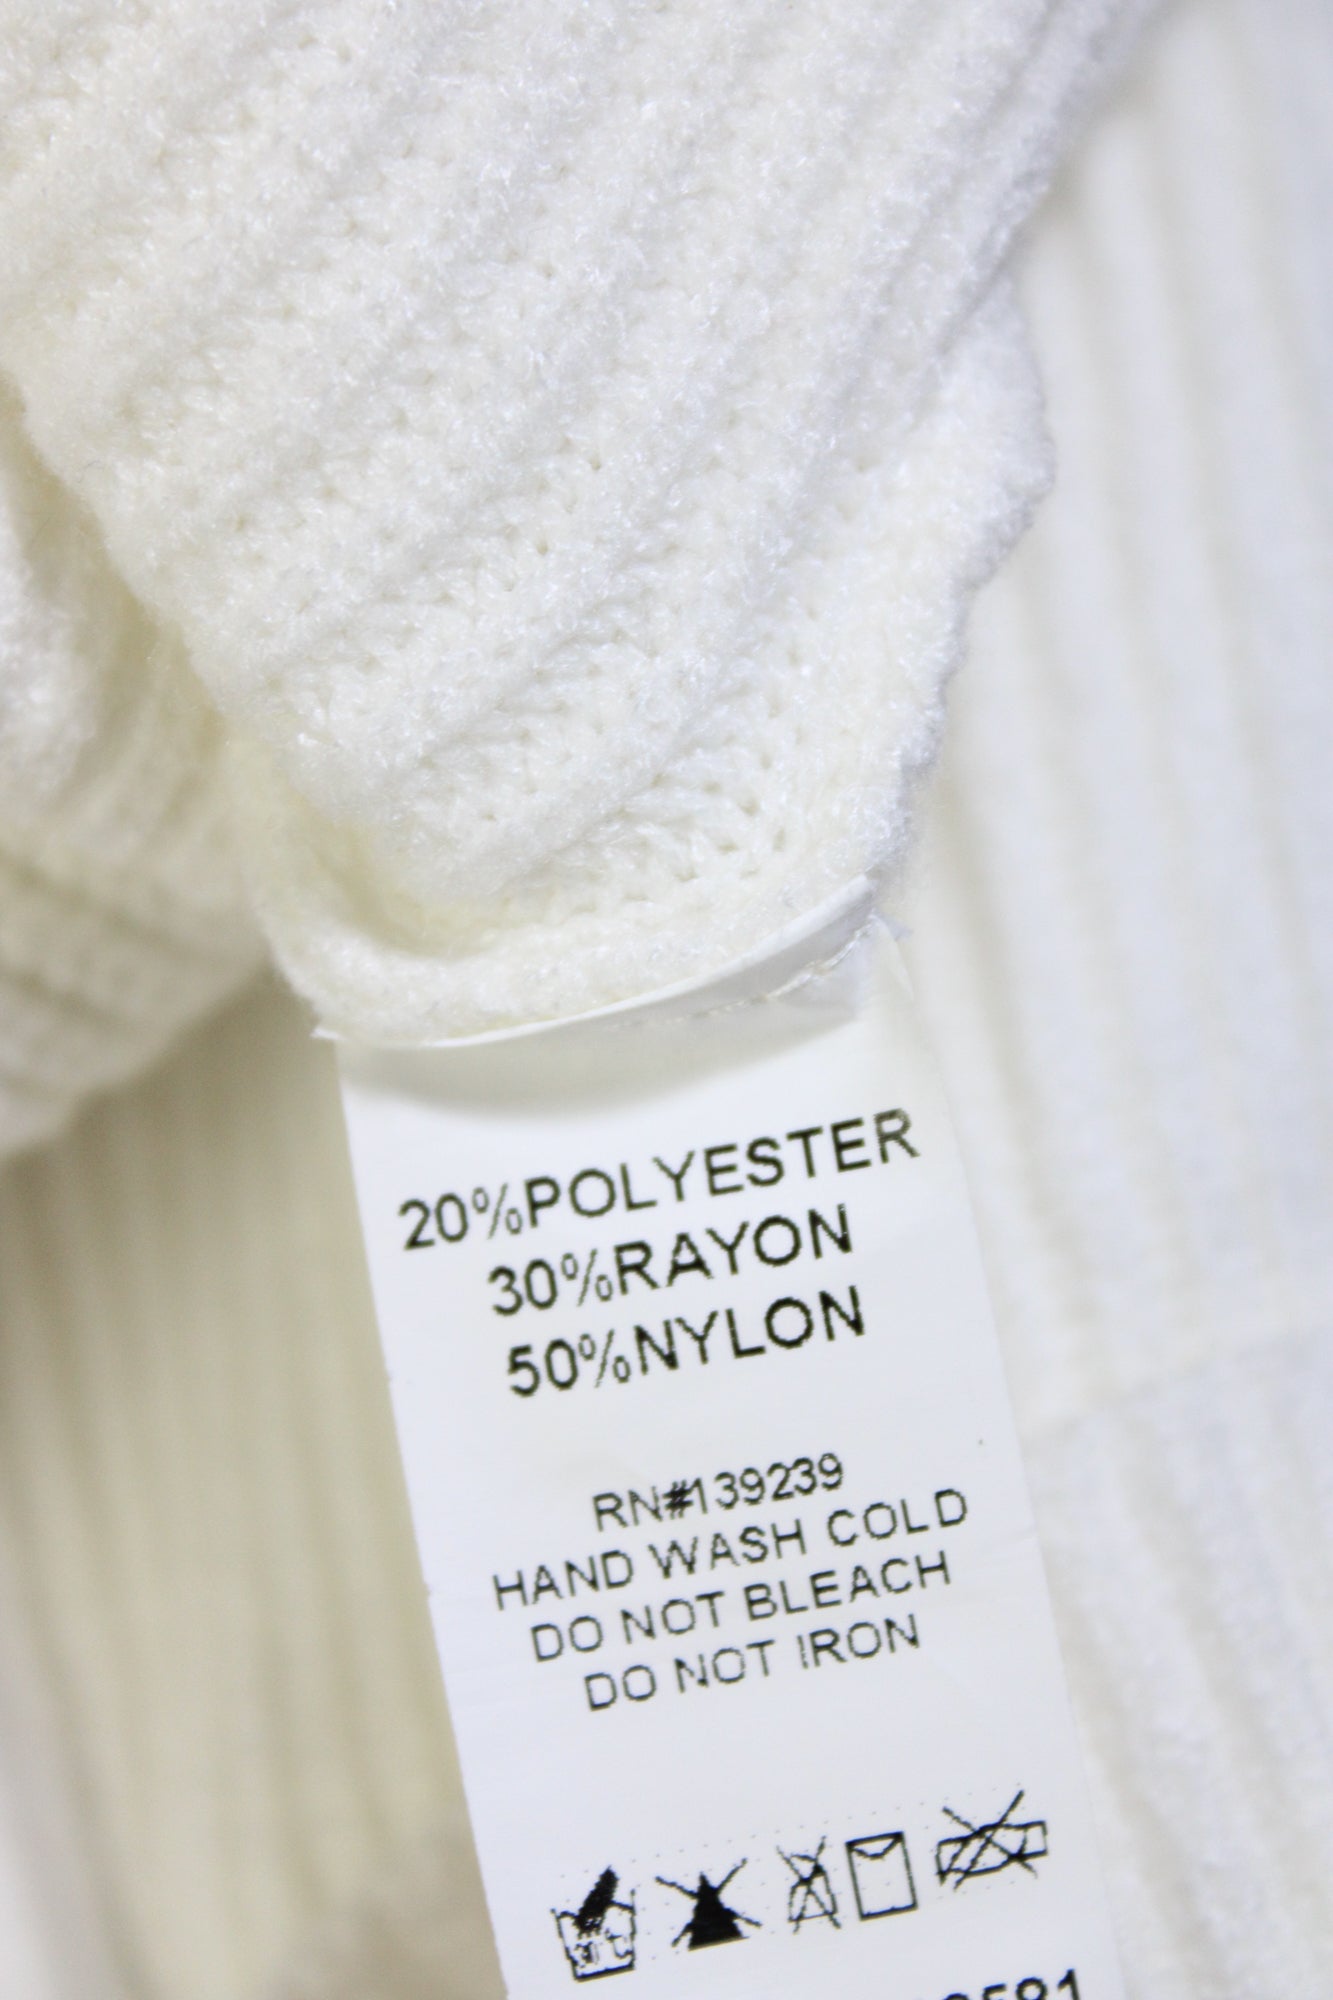 20%POLYESTER
30%RAYON
50%NYLON
RN#139239
HAND WASH COLD
DO NOT BLEACH
DO NOT IRON